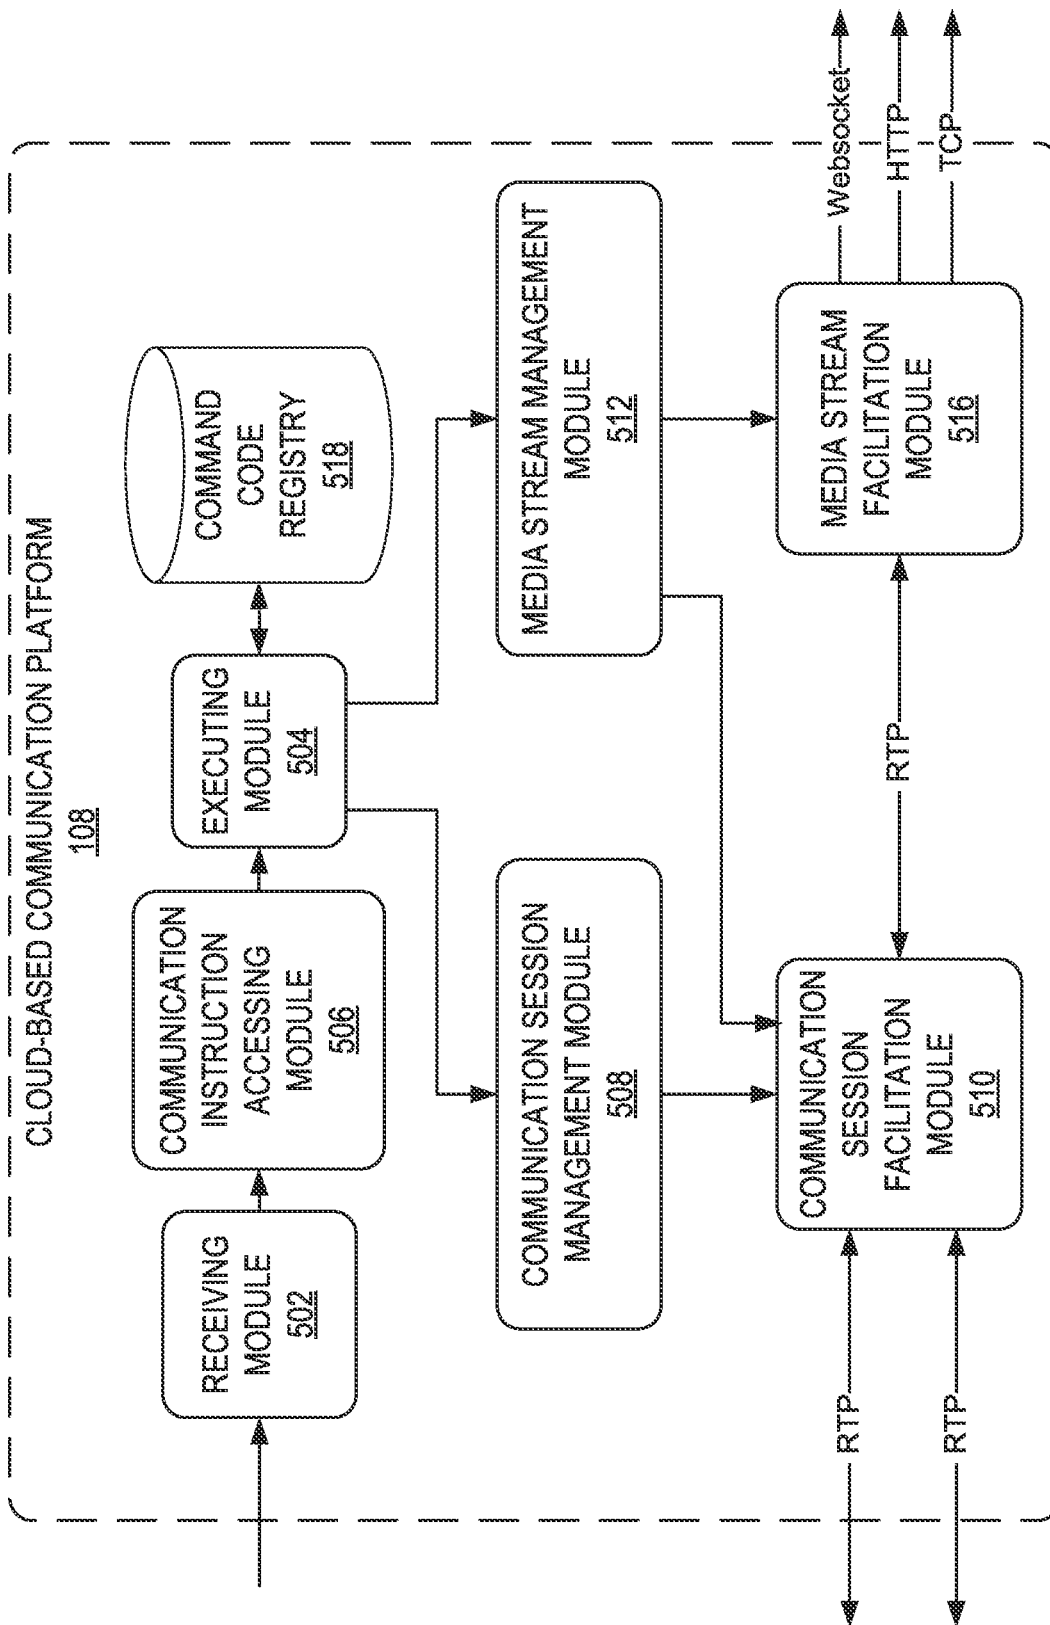 CLOUD-BASED COMMUNICATION PLATFORM
108
RECEIVING
MODULE
502
COMMUNICATION
INSTRUCTION
ACCESSING
MODULE
506
EXECUTING
MODULE
504
COMMAND
CODE
REGISTRY
518
COMMUNICATION SESSION
MANAGEMENT MODULE
508
MEDIA STREAM MANAGEMENT
MODULE
512
RTP
RTP
COMMUNICATION
SESSION
FACILITATION
MODULE
510
RTP
MEDIA STREAM
FACILITATION
MODULE
516
Websocket
HTTP
TCP